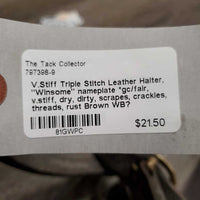 The Tack Collector
797398-9
V.Stiff Triple Stitch Leather Halter,
"Winsome" nameplate *gc/fair,
v.stiff, dry, dirty, scrapes, crackles,
threads, rust Brown WB?
81GWPC
$21.50